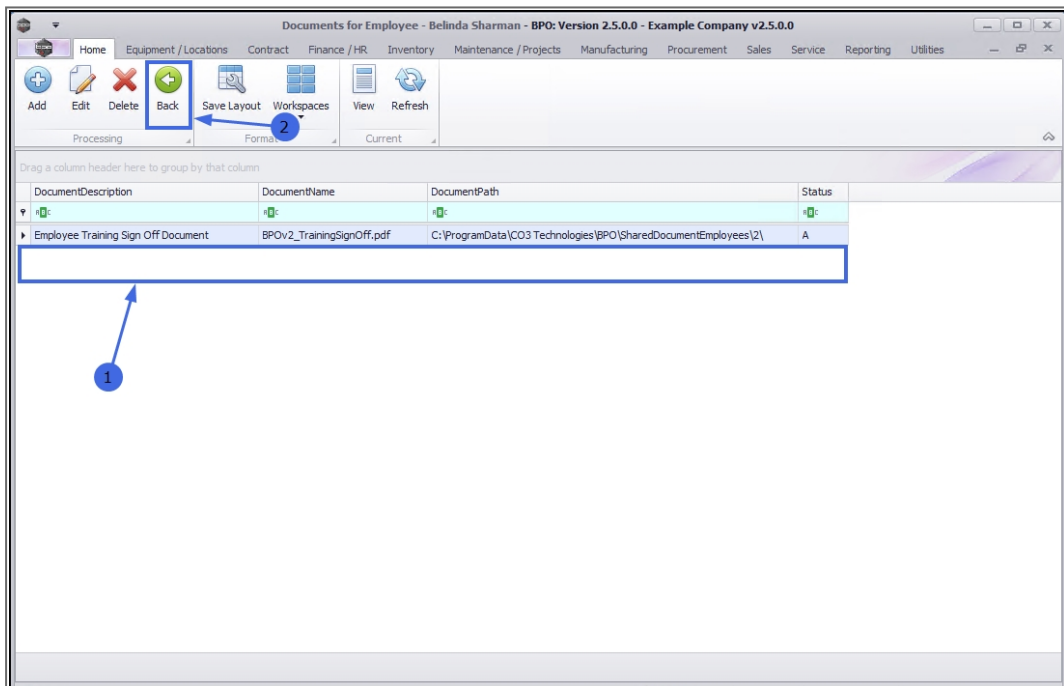 Documents for Employee - Belinda Sharman - BPO: Version 2.5.0.0 - Example Company v2.5.0.0
Home Equipment / Locations Contract Finance / HR Inventory Maintenance / Projects Manufacturing Procurement Sales Service Reporting Utilities
Add Edit Delete Back Save Layout Workspaces View Refresh
2
Processing Format Current
Drag a column header here to group by that column
DocumentDescription DocumentName DocumentPath Status
Employee Training Sign Off Document BPOv2_TrainingSignOff.pdf C:\ProgramData\CO3 Technologies\BPO\SharedDocumentEmployees\2\ A
1